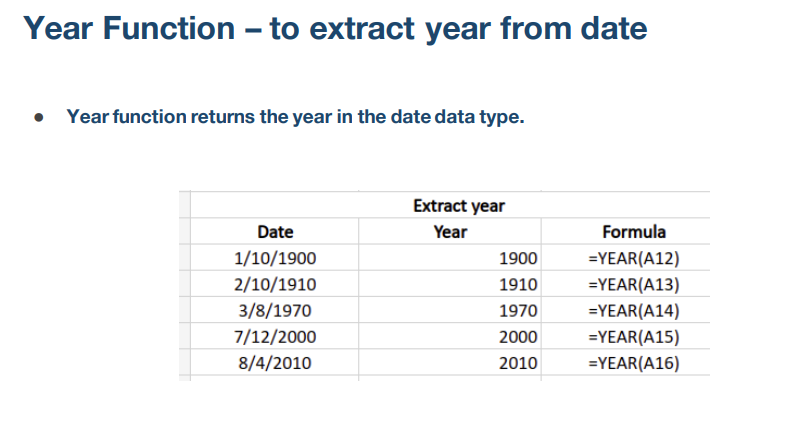 Year Function – to extract year from date
● Year function returns the year in the date data type.
Extract year
Date Year Formula
1/10/1900 1900 =YEAR(A12)
2/10/1910 1910 =YEAR(A13)
3/8/1970 1970 =YEAR(A14)
7/12/2000 2000 =YEAR(A15)
8/4/2010 2010 =YEAR(A16)